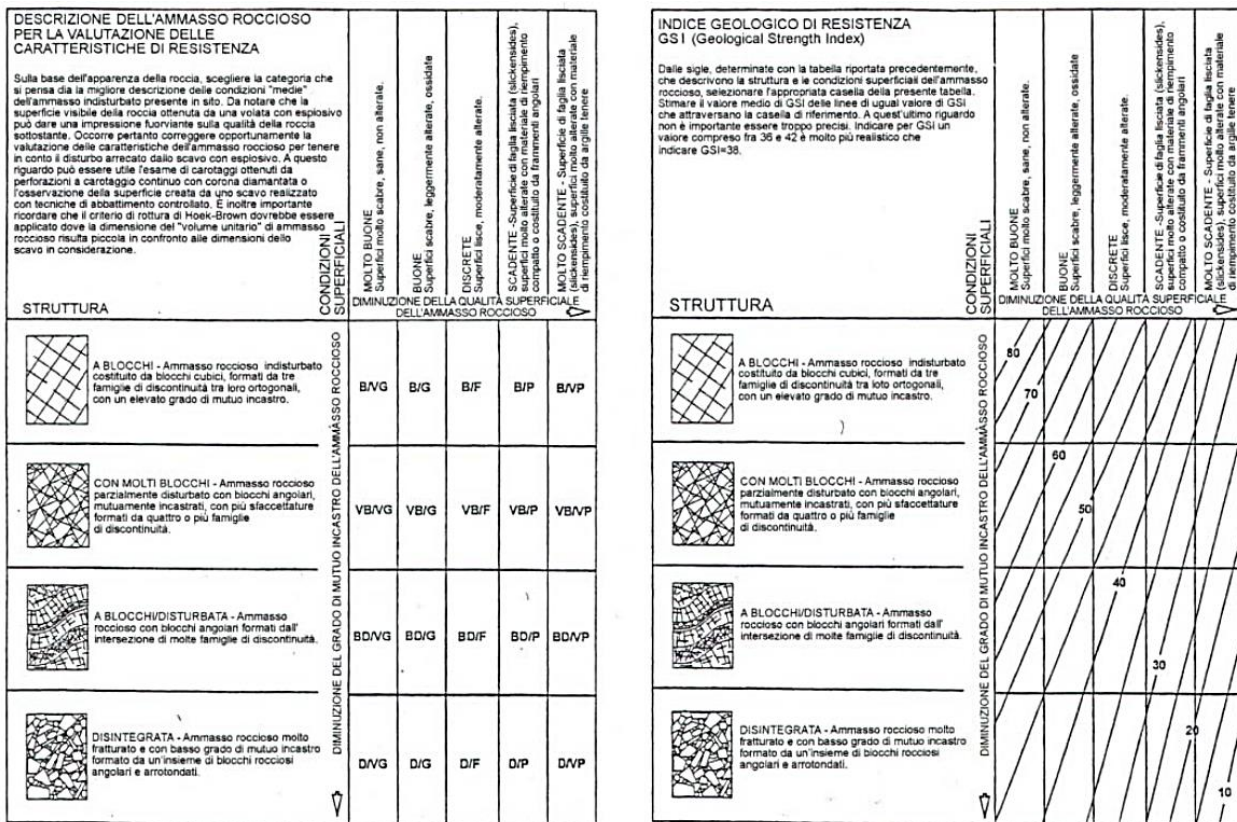 DESCRIZIONE DELL'AMMASSO ROCCIOSO
PER LA VALUTAZIONE DELLE
CARATTERISTICHE DI RESISTENZA
Sulla base dell'apparenza della roccia, scegliere la categoria che
si pensa dia la migliore descrizione delle condizioni "medie"
dell'ammasso indisturbato presente in sito. Da notare che la
superficie visibile della roccia ottenuta da una volata con esplosivo
può dare una impressione fuorviante sulla qualità della roccia
sottostante. Occorre pertanto correggere opportunamente la
valutazione delle caratteristiche dell'ammasso roccioso per tenere
in conto il disturbo arrecato dallo scavo con esplosivo. A questo
riguardo può essere utile l'esame di carotaggi ottenuti da
perforazioni a carotaggio continuo con corona diamantata o
l'osservazione della superficie creata da uno scavo realizzato
con tecniche di abbattimento controllato. È inoltre importante
ricordare che il criterio di rottura di Hoek-Brown dovrebbe essere
applicato dove la dimensione del "volume unitario" di ammasso
roccioso risulta piccola in confronto alle dimensioni dello
scavo in considerazione.
STRUTTURA
CONDIZIONI
SUPERFICIALI
MOLTO BUONE
Superfici molto scabre, sane, non alterate.
BUONE
Superfici scabre, leggermente alterate, ossidate
DISCRETE
Superfici lisce, moderatamente alterate.
SCADENTE -Superficie di faglia lisciata (slickensides),
superfici molto alterate con materiale di riempimento
compatto o costituito da frammenti angolari
MOLTO SCADENTE - Superficie di faglia lisciata
(slickensides), superfici molto alterate con materiale
di riempimento costituito da argille tenere
DIMINUZIONE DELLA QUALITA SUPERFICIALE
DELL'AMMASSO ROCCIOSO
DIMINUZIONE DEL GRADO DI MUTUO INCASTRO DELL'AMMASSO ROCCIOSO
A BLOCCHI - Ammasso roccioso indisturbato
costituito da blocchi cubici, formati da tre
famiglie di discontinuità tra loro ortogonali,
con un elevato grado di mutuo incastro.
B/VG B/G B/F B/P B/VP
CON MOLTI BLOCCHI - Ammasso roccioso
parzialmente disturbato con blocchi angolari,
mutuamente incastrati, con più sfaccettature
formati da quattro o più famiglie
di discontinuità.
VB/VG VB/G VB/F VB/P VB/VP
A BLOCCHI/DISTURBATA - Ammasso
roccioso con blocchi angolari formati dall'
intersezione di molte famiglie di discontinuità.
BD/VG BD/G BD/F BD/P BD/VP
DISINTEGRATA - Ammasso roccioso molto
fratturato e con basso grado di mutuo incastro
formato da un'insieme di blocchi rocciosi
angolari e arrotondati.
D/VG D/G D/F D/P D/VP
INDICE GEOLOGICO DI RESISTENZA
GSI (Geological Strength Index)
Dalle sigle, determinate con la tabella riportata precedentemente,
che descrivono la struttura e le condizioni superficiali dell'ammasso
roccioso, selezionare l'appropriata casella della presente tabella.
Stimare il valore medio di GSI delle linee di ugual valore di GSI
che attraversano la casella di riferimento. A quest'ultimo riguardo
non è importante essere troppo precisi. Indicare per GSI un
valore compreso fra 36 e 42 è molto più realistico che
indicare GSI=38.
STRUTTURA
CONDIZIONI
SUPERFICIALI
MOLTO BUONE
Superfici molto scabre, sane, non alterate.
BUONE
Superfici scabre, leggermente alterate, ossidate
DISCRETE
Superfici lisce, moderatamente alterate.
SCADENTE -Superficie di faglia lisciata (slickensides),
superfici molto alterate con materiale di riempimento
compatto o costituito da frammenti angolari
MOLTO SCADENTE - Superficie di faglia lisciata
(slickensides), superfici molto alterate con materiale
di riempimento costituito da argille tenere
DIMINUZIONE DELLA QUALITA SUPERFICIALE
DELL'AMMASSO ROCCIOSO
DIMINUZIONE DEL GRADO DI MUTUO INCASTRO DELL'AMMASSO ROCCIOSO
A BLOCCHI - Ammasso roccioso indisturbato
costituito da blocchi cubici, formati da tre
famiglie di discontinuità tra loto ortogonali,
con un elevato grado di mutuo incastro.
80
70
CON MOLTI BLOCCHI - Ammasso roccioso
parzialmente disturbato con blocchi angolari,
mutuamente incastrati, con più sfaccettature
formati da quattro o più famiglie
di discontinuità.
60
50
A BLOCCHI/DISTURBATA - Ammasso
roccioso con blocchi angolari formati dall'
intersezione di molte famiglie di discontinuità.
40
30
DISINTEGRATA - Ammasso roccioso molto
fratturato e con basso grado di mutuo incastro
formato da un'insieme di blocchi rocciosi
angolari e arrotondati.
20
10